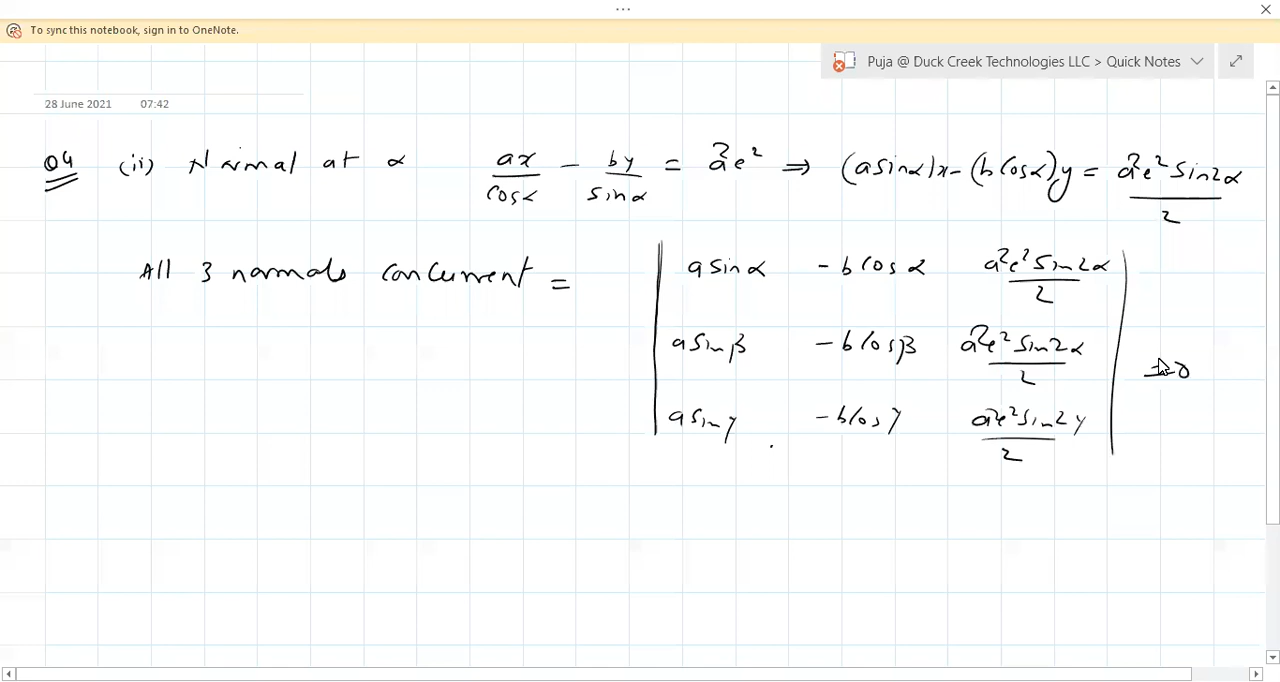 To sync this notebook, sign in to OneNote.
Puja @ Duck Creek Technologies LLC > Quick Notes
28 June 2021 07:42
Q4 (ii) Normal at α ax/cosα - by/sinα = a²e² ⇒ (a sinα)x - (b cosα)y = a²e² sin2α/2
All 3 normals concurrent = | a sinα - b cosα a²e² sin2α/2 |
| a sinβ - b cosβ a²e² sin2α/2 | = 0
| a sinγ - b cosγ a²e² sin2γ/2 |